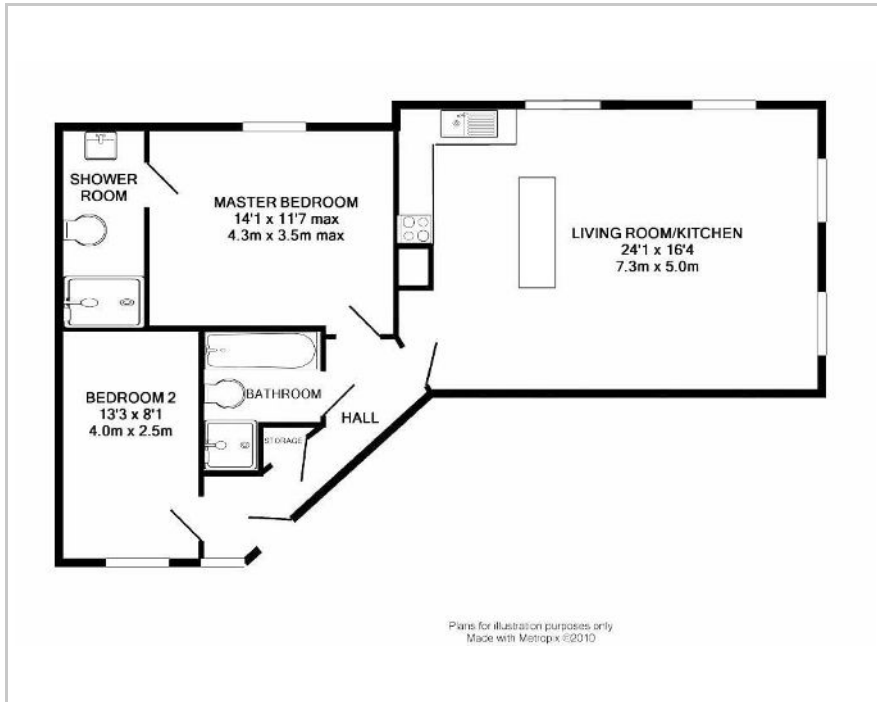 SHOWER
ROOM
MASTER BEDROOM
14'1 x 11'7 max
4.3m x 3.5m max
LIVING ROOM/KITCHEN
24'1 x 16'4
7.3m x 5.0m
BEDROOM 2
13'3 x 8'1
4.0m x 2.5m
BATHROOM
HALL
STORAGE
Plans for illustration purposes only
Made with Metropix ©2010